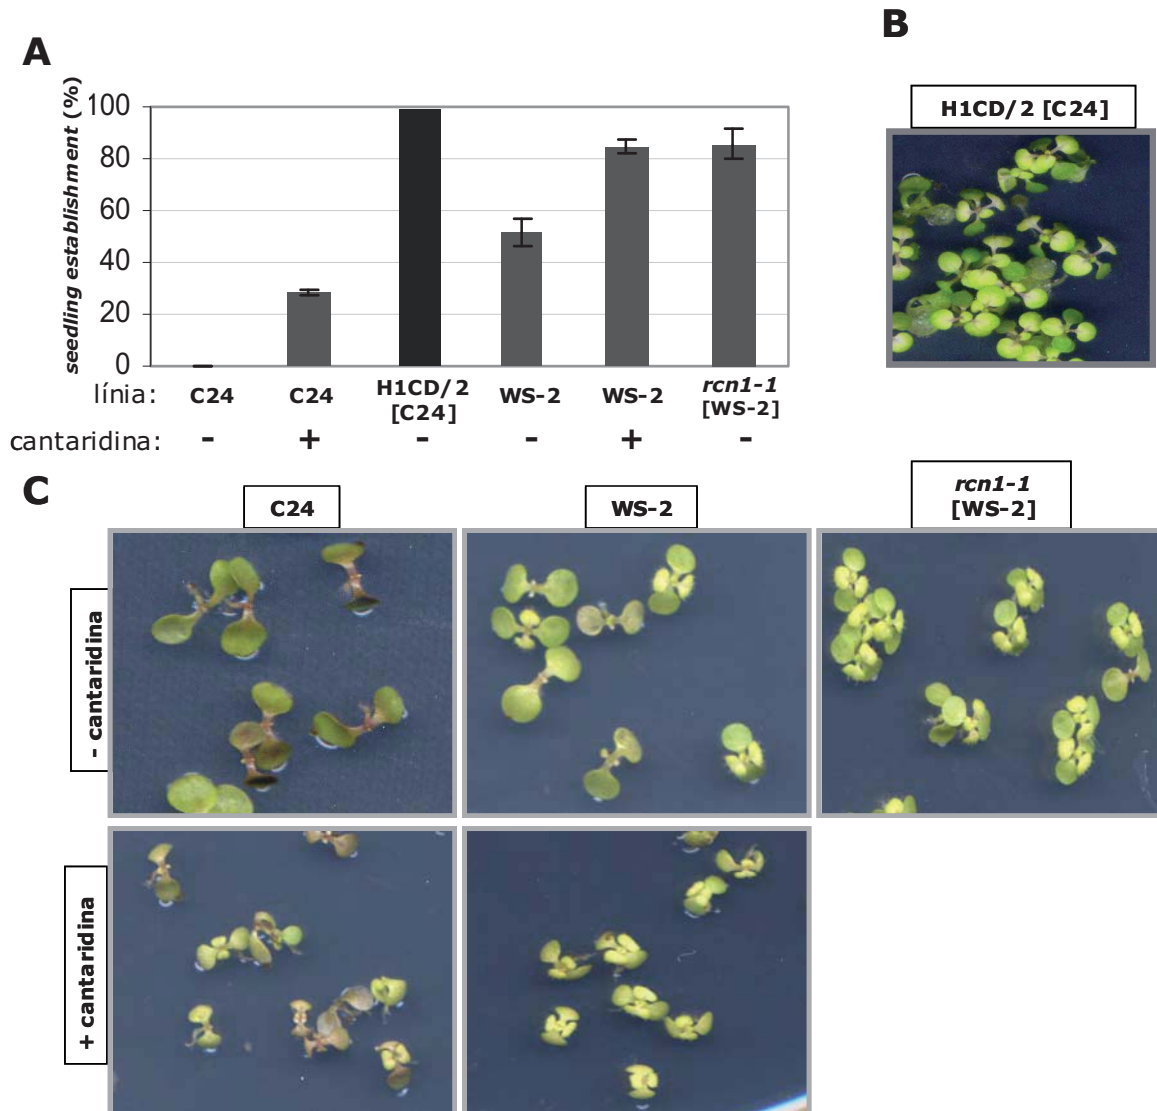 A
seedling establishment (%)
100
80
60
40
20
0
línia:
C24
C24
H1CD/2
[C24]
WS-2
WS-2
rcn1-1
[WS-2]
cantaridina:
- + - - + -
B
H1CD/2 [C24]
C
C24
WS-2
rcn1-1
[WS-2]
- cantaridina
+ cantaridina